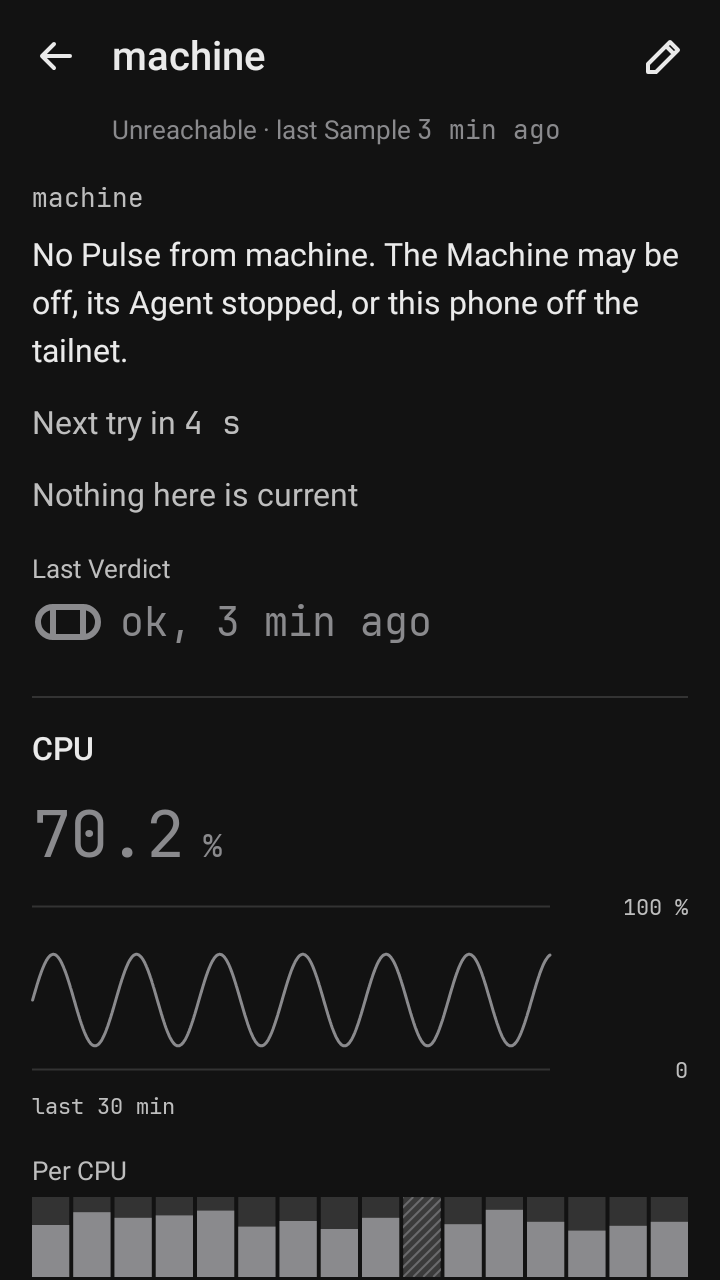 machine
Unreachable · last Sample 3 min ago
machine
No Pulse from machine. The Machine may be
off, its Agent stopped, or this phone off the
tailnet.
Next try in 4 s
Nothing here is current
Last Verdict
ok, 3 min ago
CPU
70.2 %
100 %
0
last 30 min
Per CPU